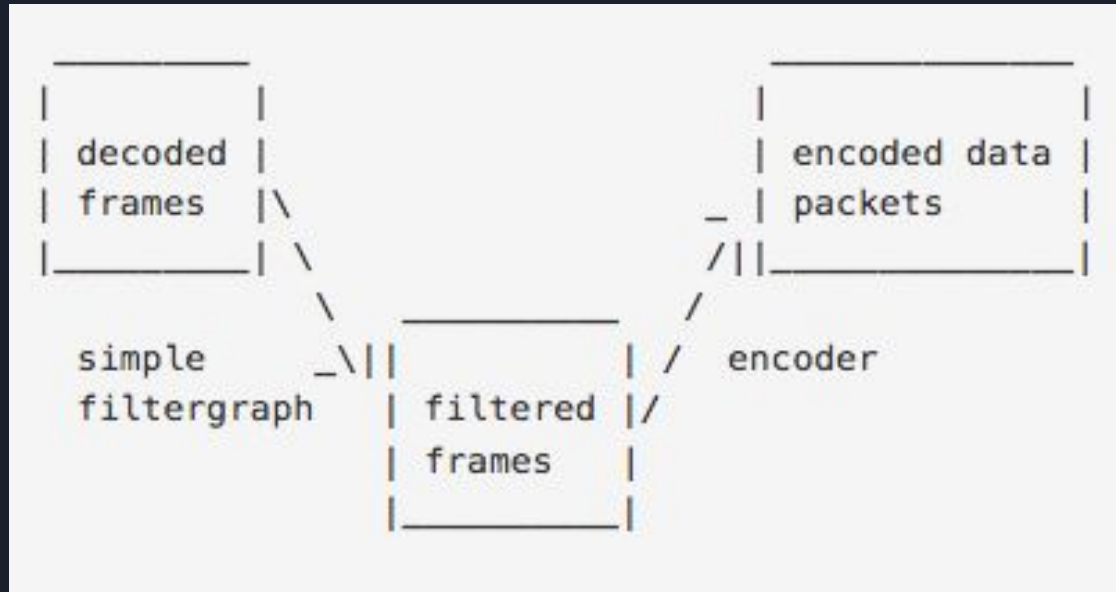 decoded
frames
encoded data
packets
simple
filtergraph
filtered
frames
encoder